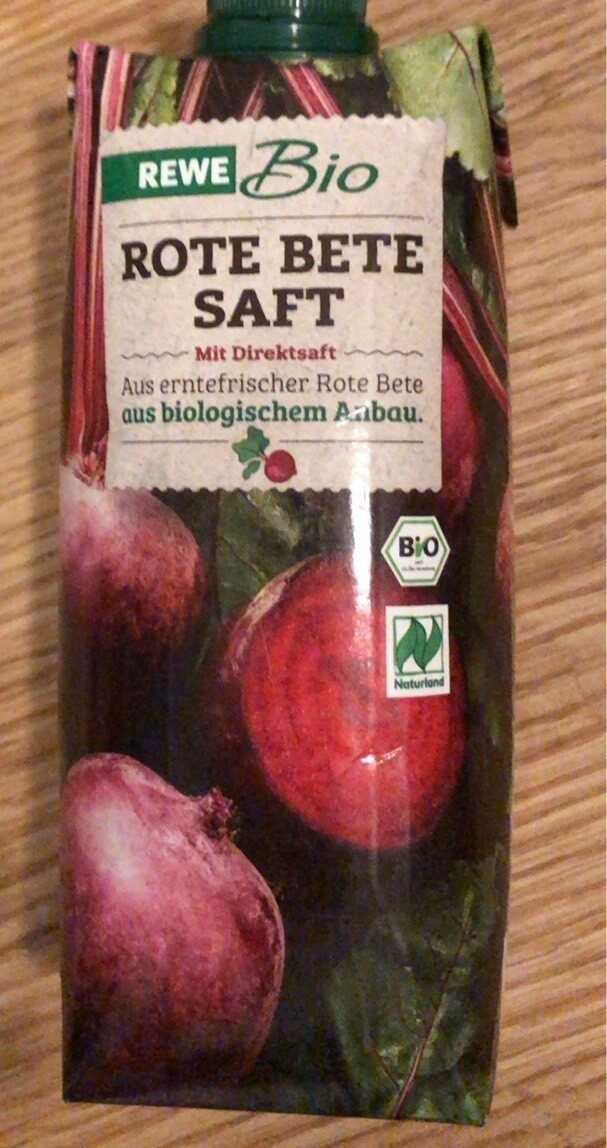 REWE Bio
ROTE BETE
SAFT
Mit Direktsaft
Aus erntefrischer Rote Bete
aus biologischem Anbau.
BiO
Naturland